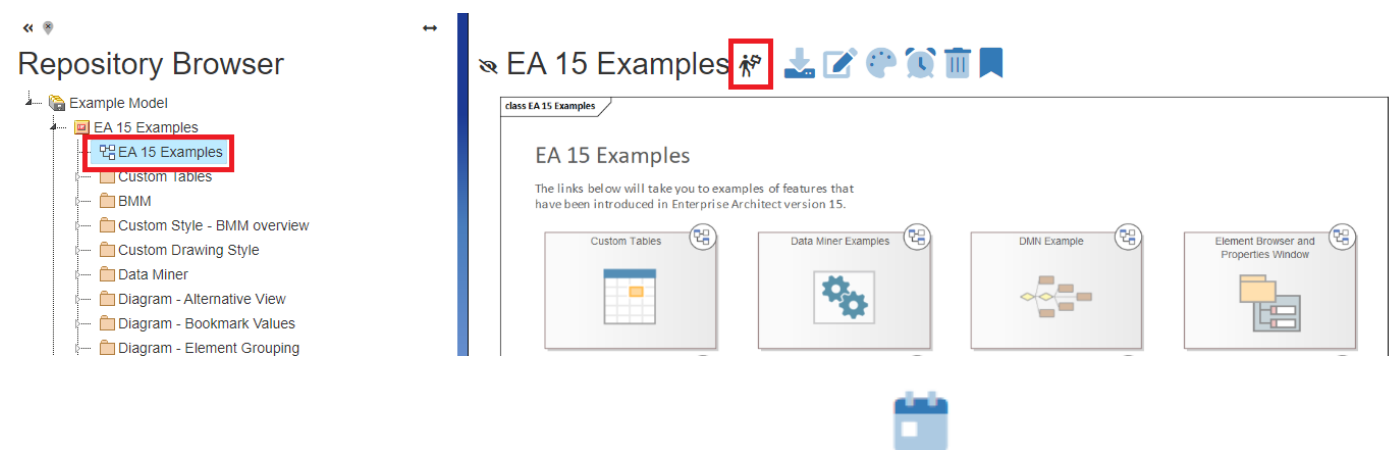 Repository Browser
Example Model
EA 15 Examples
EA 15 Examples
Custom Tables
BMM
Custom Style - BMM overview
Custom Drawing Style
Data Miner
Diagram - Alternative View
Diagram - Bookmark Values
Diagram - Element Grouping
EA 15 Examples
class EA 15 Examples
EA 15 Examples
The links below will take you to examples of features that
have been introduced in Enterprise Architect version 15.
Custom Tables
Data Miner Examples
DMN Example
Element Browser and
Properties Window